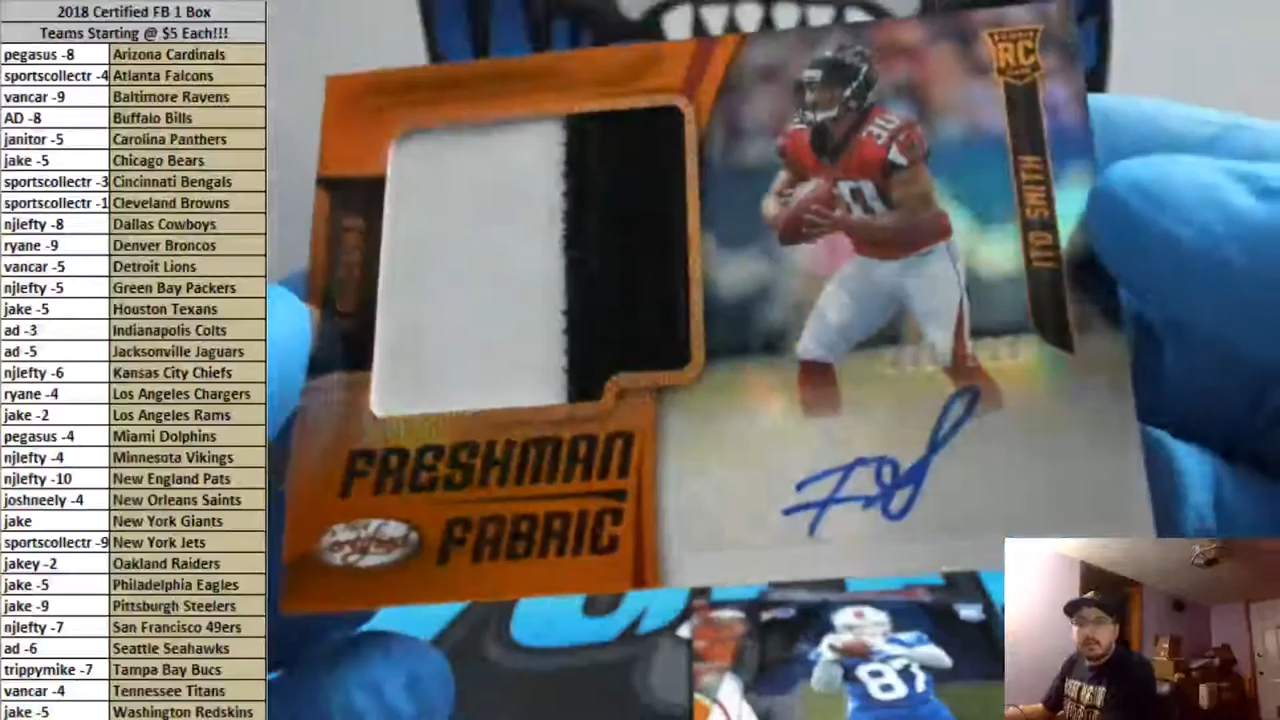 2018 Certified FB 1 Box
Teams Starting @ $5 Each!!!
pegasus -8 Arizona Cardinals
sportscollectr -4 Atlanta Falcons
vancar -9 Baltimore Ravens
AD -8 Buffalo Bills
janitor -5 Carolina Panthers
jake -5 Chicago Bears
sportscollectr -3 Cincinnati Bengals
sportscollectr -1 Cleveland Browns
njlefty -8 Dallas Cowboys
ryane -9 Denver Broncos
vancar -5 Detroit Lions
njlefty -5 Green Bay Packers
jake -5 Houston Texans
ad -3 Indianapolis Colts
ad -5 Jacksonville Jaguars
njlefty -6 Kansas City Chiefs
ryane -4 Los Angeles Chargers
jake -2 Los Angeles Rams
pegasus -4 Miami Dolphins
njlefty -4 Minnesota Vikings
njlefty -10 New England Pats
joshneely -4 New Orleans Saints
jake New York Giants
sportscollectr -9 New York Jets
jakey -2 Oakland Raiders
jake -5 Philadelphia Eagles
jake -9 Pittsburgh Steelers
njlefty -7 San Francisco 49ers
ad -6 Seattle Seahawks
trippymike -7 Tampa Bay Bucs
vancar -4 Tennessee Titans
jake -5 Washington Redskins
RC
ITO SMITH
30
FRESHMAN
FABRIC
Certified
87